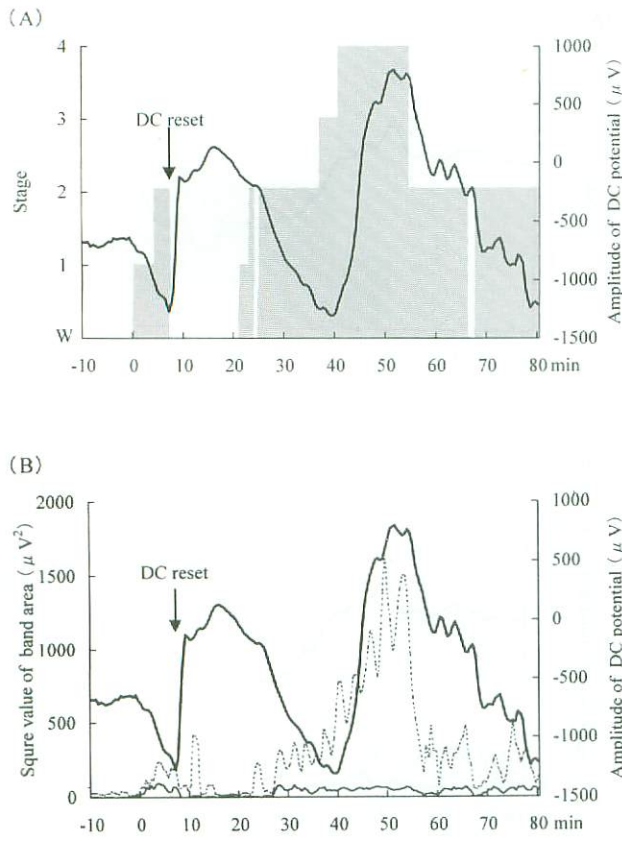 (A)
4
3
2
1
W
Stage
DC reset
1000
500
0
-500
-1000
-1500
Amplitude of DC potential (μV)
-10 0 10 20 30 40 50 60 70 80 min
(B)
2000
1500
1000
500
0
Squre value of band area (μV²)
DC reset
1000
500
0
-500
-1000
-1500
Amplitude of DC potential (μV)
-10 0 10 20 30 40 50 60 70 80 min